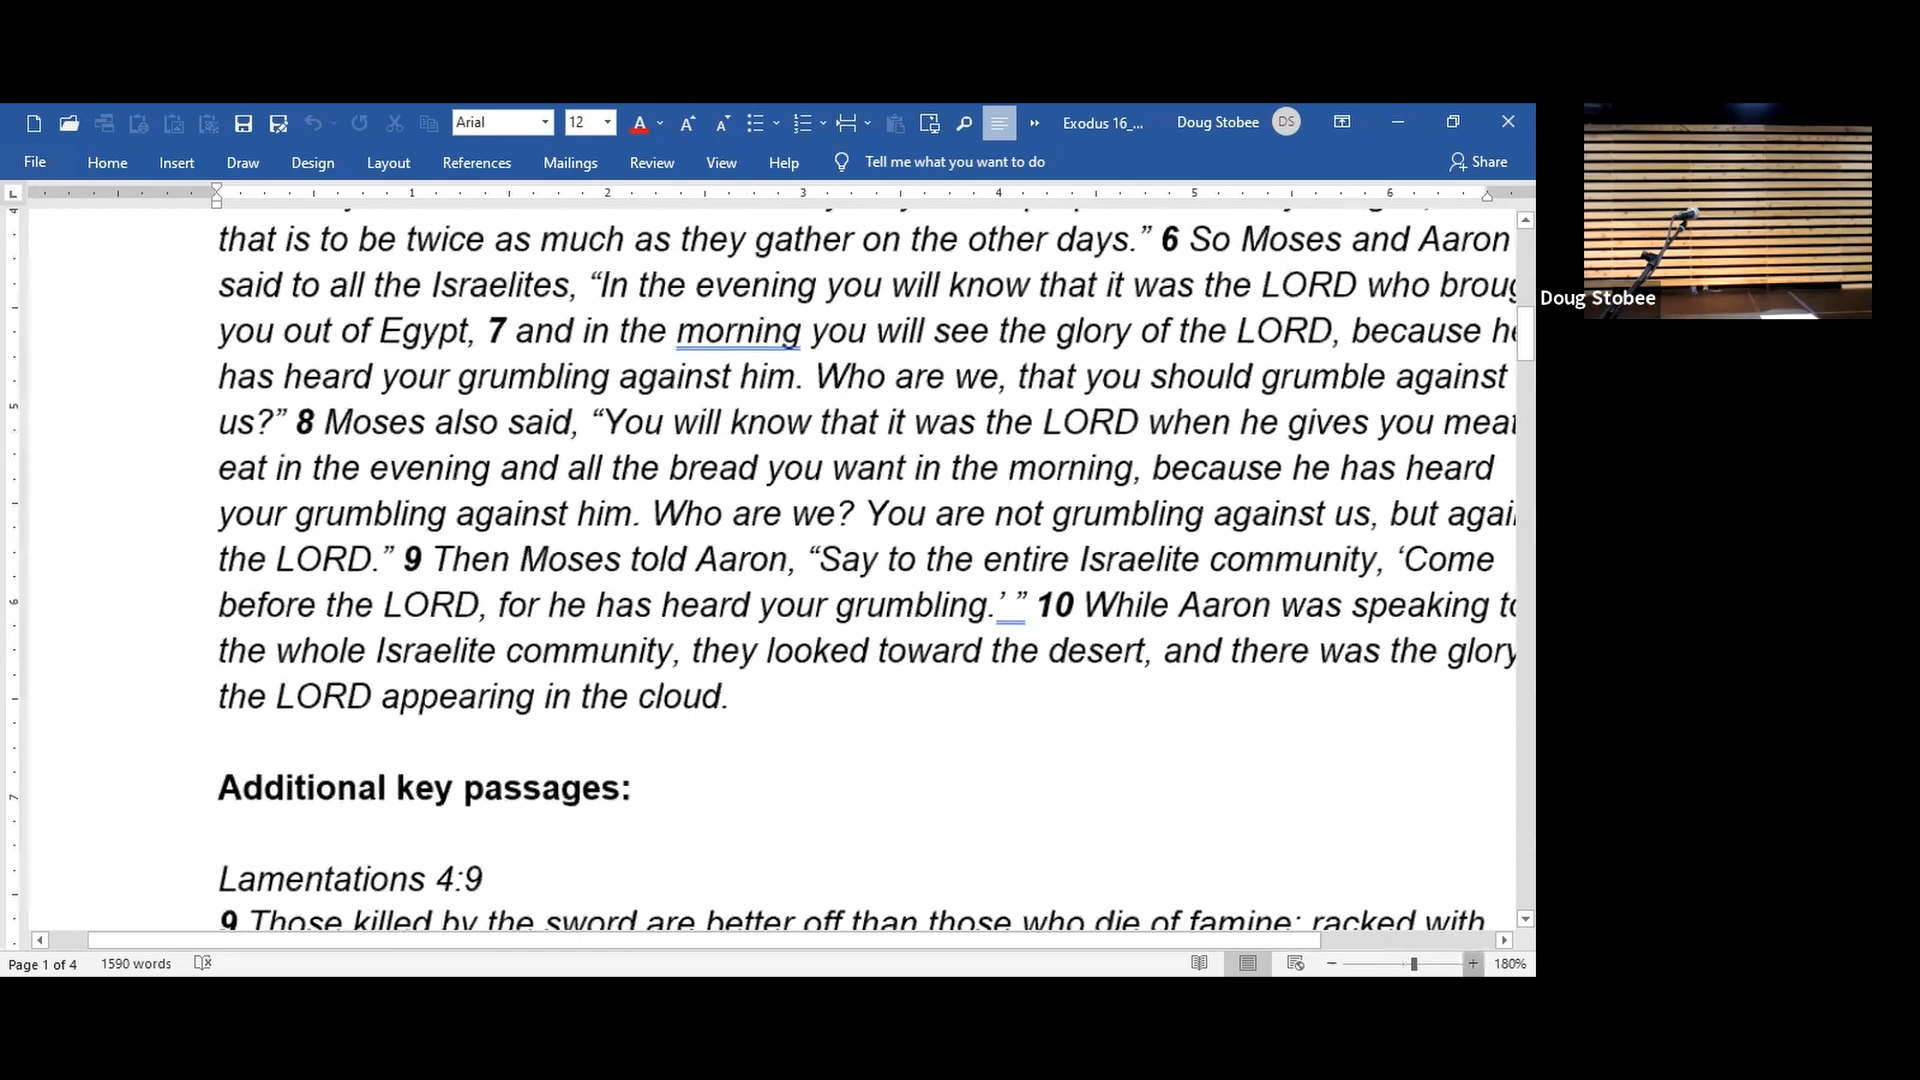 Arial
12
Exodus 16_...
Doug Stobee
DS
File
Home
Insert
Draw
Design
Layout
References
Mailings
Review
View
Help
Tell me what you want to do
Share
1
2
3
4
5
6
that is to be twice as much as they gather on the other days.” 6 So Moses and Aaron
said to all the Israelites, “In the evening you will know that it was the LORD who broug
you out of Egypt, 7 and in the morning you will see the glory of the LORD, because he
has heard your grumbling against him. Who are we, that you should grumble against
us?” 8 Moses also said, “You will know that it was the LORD when he gives you meat
eat in the evening and all the bread you want in the morning, because he has heard
your grumbling against him. Who are we? You are not grumbling against us, but agai
the LORD.” 9 Then Moses told Aaron, “Say to the entire Israelite community, ‘Come
before the LORD, for he has heard your grumbling.’ ” 10 While Aaron was speaking to
the whole Israelite community, they looked toward the desert, and there was the glory
the LORD appearing in the cloud.
Additional key passages:
Lamentations 4:9
9 Those killed by the sword are better off than those who die of famine; racked with
4
5
6
7
Page 1 of 4
1590 words
180%
Doug Stobee